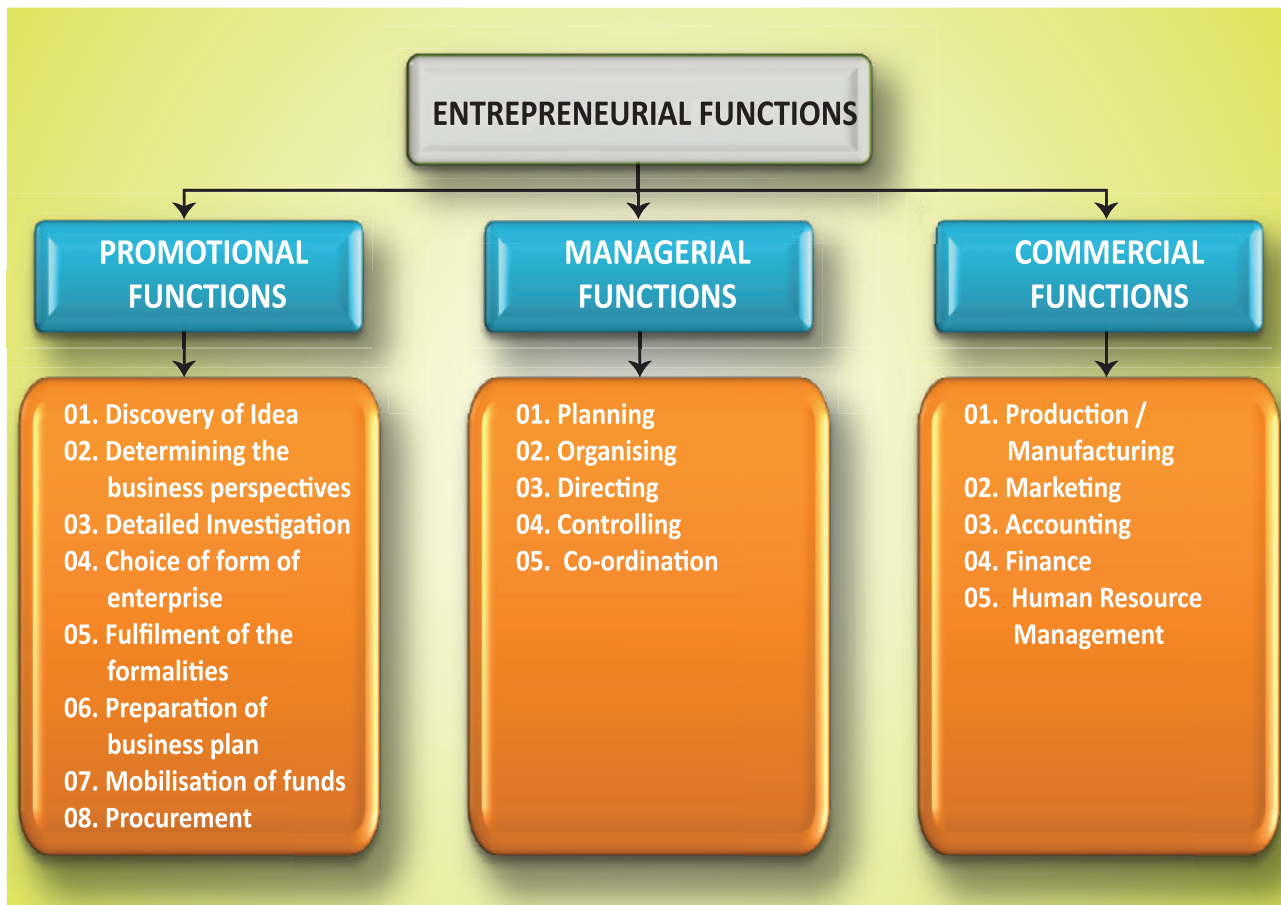 ENTREPRENEURIAL FUNCTIONS
PROMOTIONAL
FUNCTIONS
01. Discovery of Idea
02. Determining the
business perspectives
03. Detailed Investigation
04. Choice of form of
enterprise
05. Fulfilment of the
formalities
06. Preparation of
business plan
07. Mobilisation of funds
08. Procurement
MANAGERIAL
FUNCTIONS
01. Planning
02. Organising
03. Directing
04. Controlling
05. Co-ordination
COMMERCIAL
FUNCTIONS
01. Production /
Manufacturing
02. Marketing
03. Accounting
04. Finance
05. Human Resource
Management